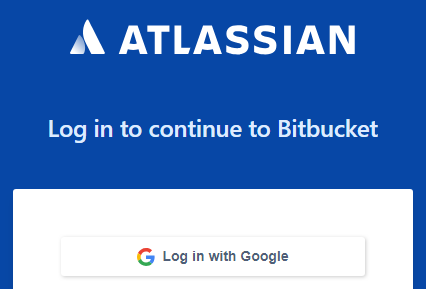 ATLASSIAN
Log in to continue to Bitbucket
Log in with Google